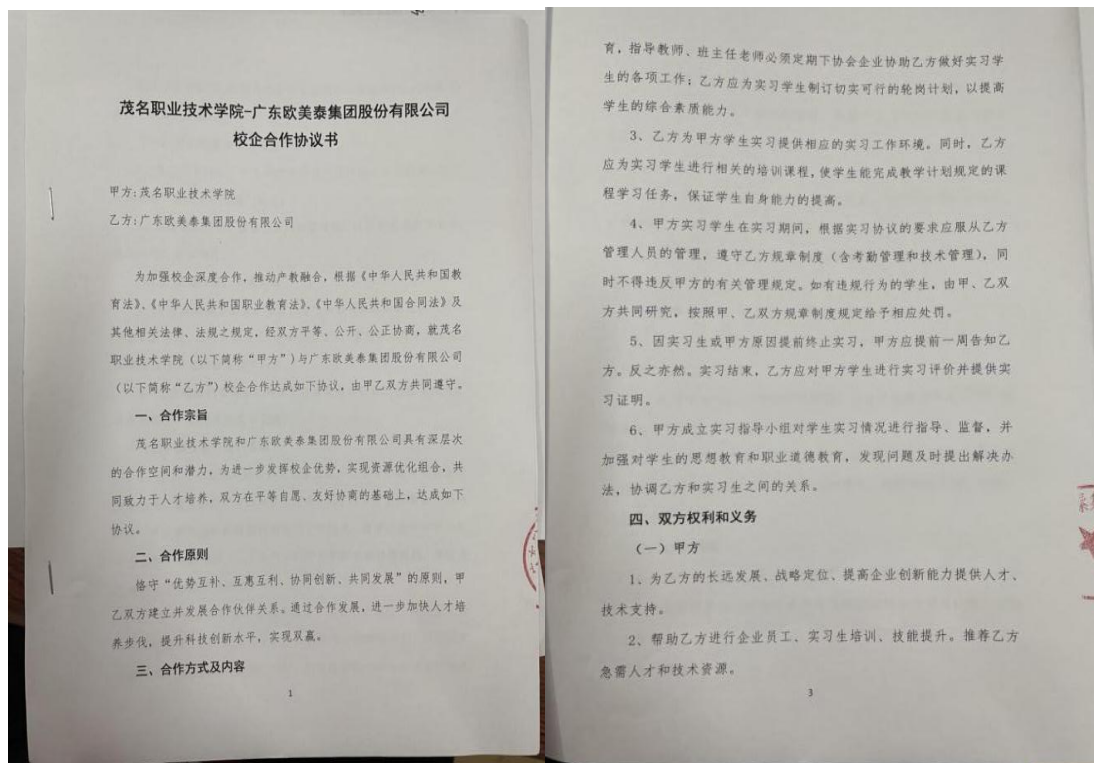 茂名职业技术学院-广东欧美泰集团股份有限公司
校企合作协议书
甲方:茂名职业技术学院
乙方:广东欧美泰集团股份有限公司
为加强校企深度合作，推动产教融合，根据《中华人民共和国教
育法》、《中华人民共和国职业教育法》、《中华人民共和国合同法》及
其他相关法律、法规之规定，经双方平等、公开、公正协商，就茂名
职业技术学院（以下简称“甲方”）与广东欧美泰集团股份有限公司
（以下简称“乙方”）校企合作达成如下协议，由甲乙双方共同遵守。
一、合作宗旨
茂名职业技术学院和广东欧美泰集团股份有限公司具有深层次
的合作空间和潜力，为进一步发挥校企优势，实现资源优化组合，共
同致力于人才培养，双方在平等自愿、友好协商的基础上，达成如下
协议。
二、合作原则
恪守“优势互补、互惠互利、协同创新、共同发展”的原则，甲
乙双方建立并发展合作伙伴关系。通过合作发展，进一步加快人才培
养步伐，提升科技创新水平，实现双赢。
三、合作方式及内容
1
育，指导教师、班主任老师必须定期下协会企业协助乙方做好实习学
生的各项工作；乙方应为实习学生制订切实可行的轮岗计划，以提高
学生的综合素质能力。
3、乙方为甲方学生实习提供相应的实习工作环境。同时，乙方
应为实习学生进行相关的培训课程，使学生能完成教学计划规定的课
程学习任务，保证学生自身能力的提高。
4、甲方实习学生在实习期间，根据实习协议的要求应服从乙方
管理人员的管理，遵守乙方规章制度（含考勤管理和技术管理），同
时不得违反甲方的有关管理规定。如有违规行为的学生，由甲、乙双
方共同研究，按照甲、乙双方规章制度规定给予相应处罚。
5、因实习生或甲方原因提前终止实习，甲方应提前一周告知乙
方。反之亦然。实习结束，乙方应对甲方学生进行实习评价并提供实
习证明。
6、甲方成立实习指导小组对学生实习情况进行指导、监督，并
加强对学生的思想教育和职业道德教育，发现问题及时提出解决办
法，协调乙方和实习生之间的关系。
四、双方权利和义务
（一）甲方
1、为乙方的长远发展、战略定位、提高企业创新能力提供人才、
技术支持。
2、帮助乙方进行企业员工、实习生培训、技能提升。推荐乙方
急需人才和技术资源。
3